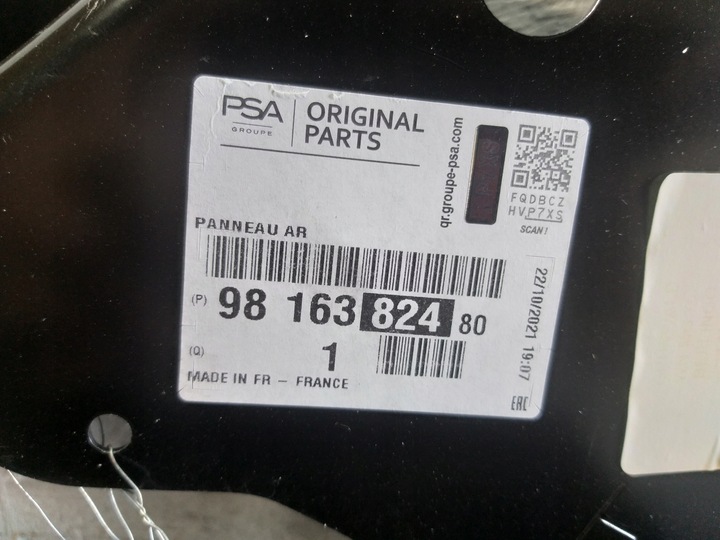 PSA
GROUPE
ORIGINAL
PARTS
qr.groupe-psa.com
FQDBCZ
HVP7XS
SCAN!
PANNEAU AR
(P) 98 163 824 80
(Q) 1
MADE IN FR - FRANCE
22/10/2021 19:07
EAC